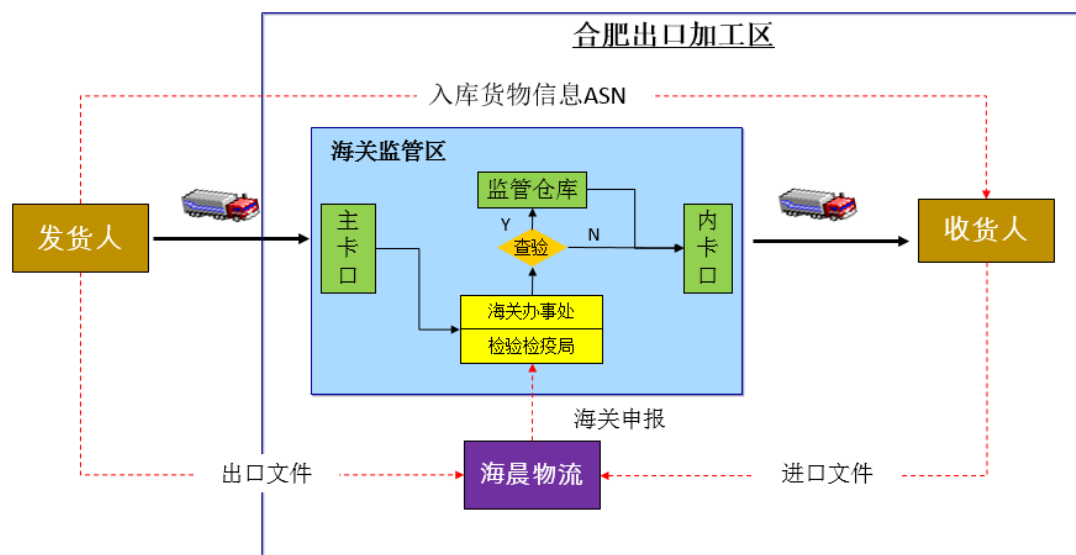 合肥出口加工区
入库货物信息ASN
海关监管区
监管仓库
发货人
主卡口
Y
查验
N
内卡口
收货人
海关办事处
检验检疫局
海关申报
出口文件
海晨物流
进口文件